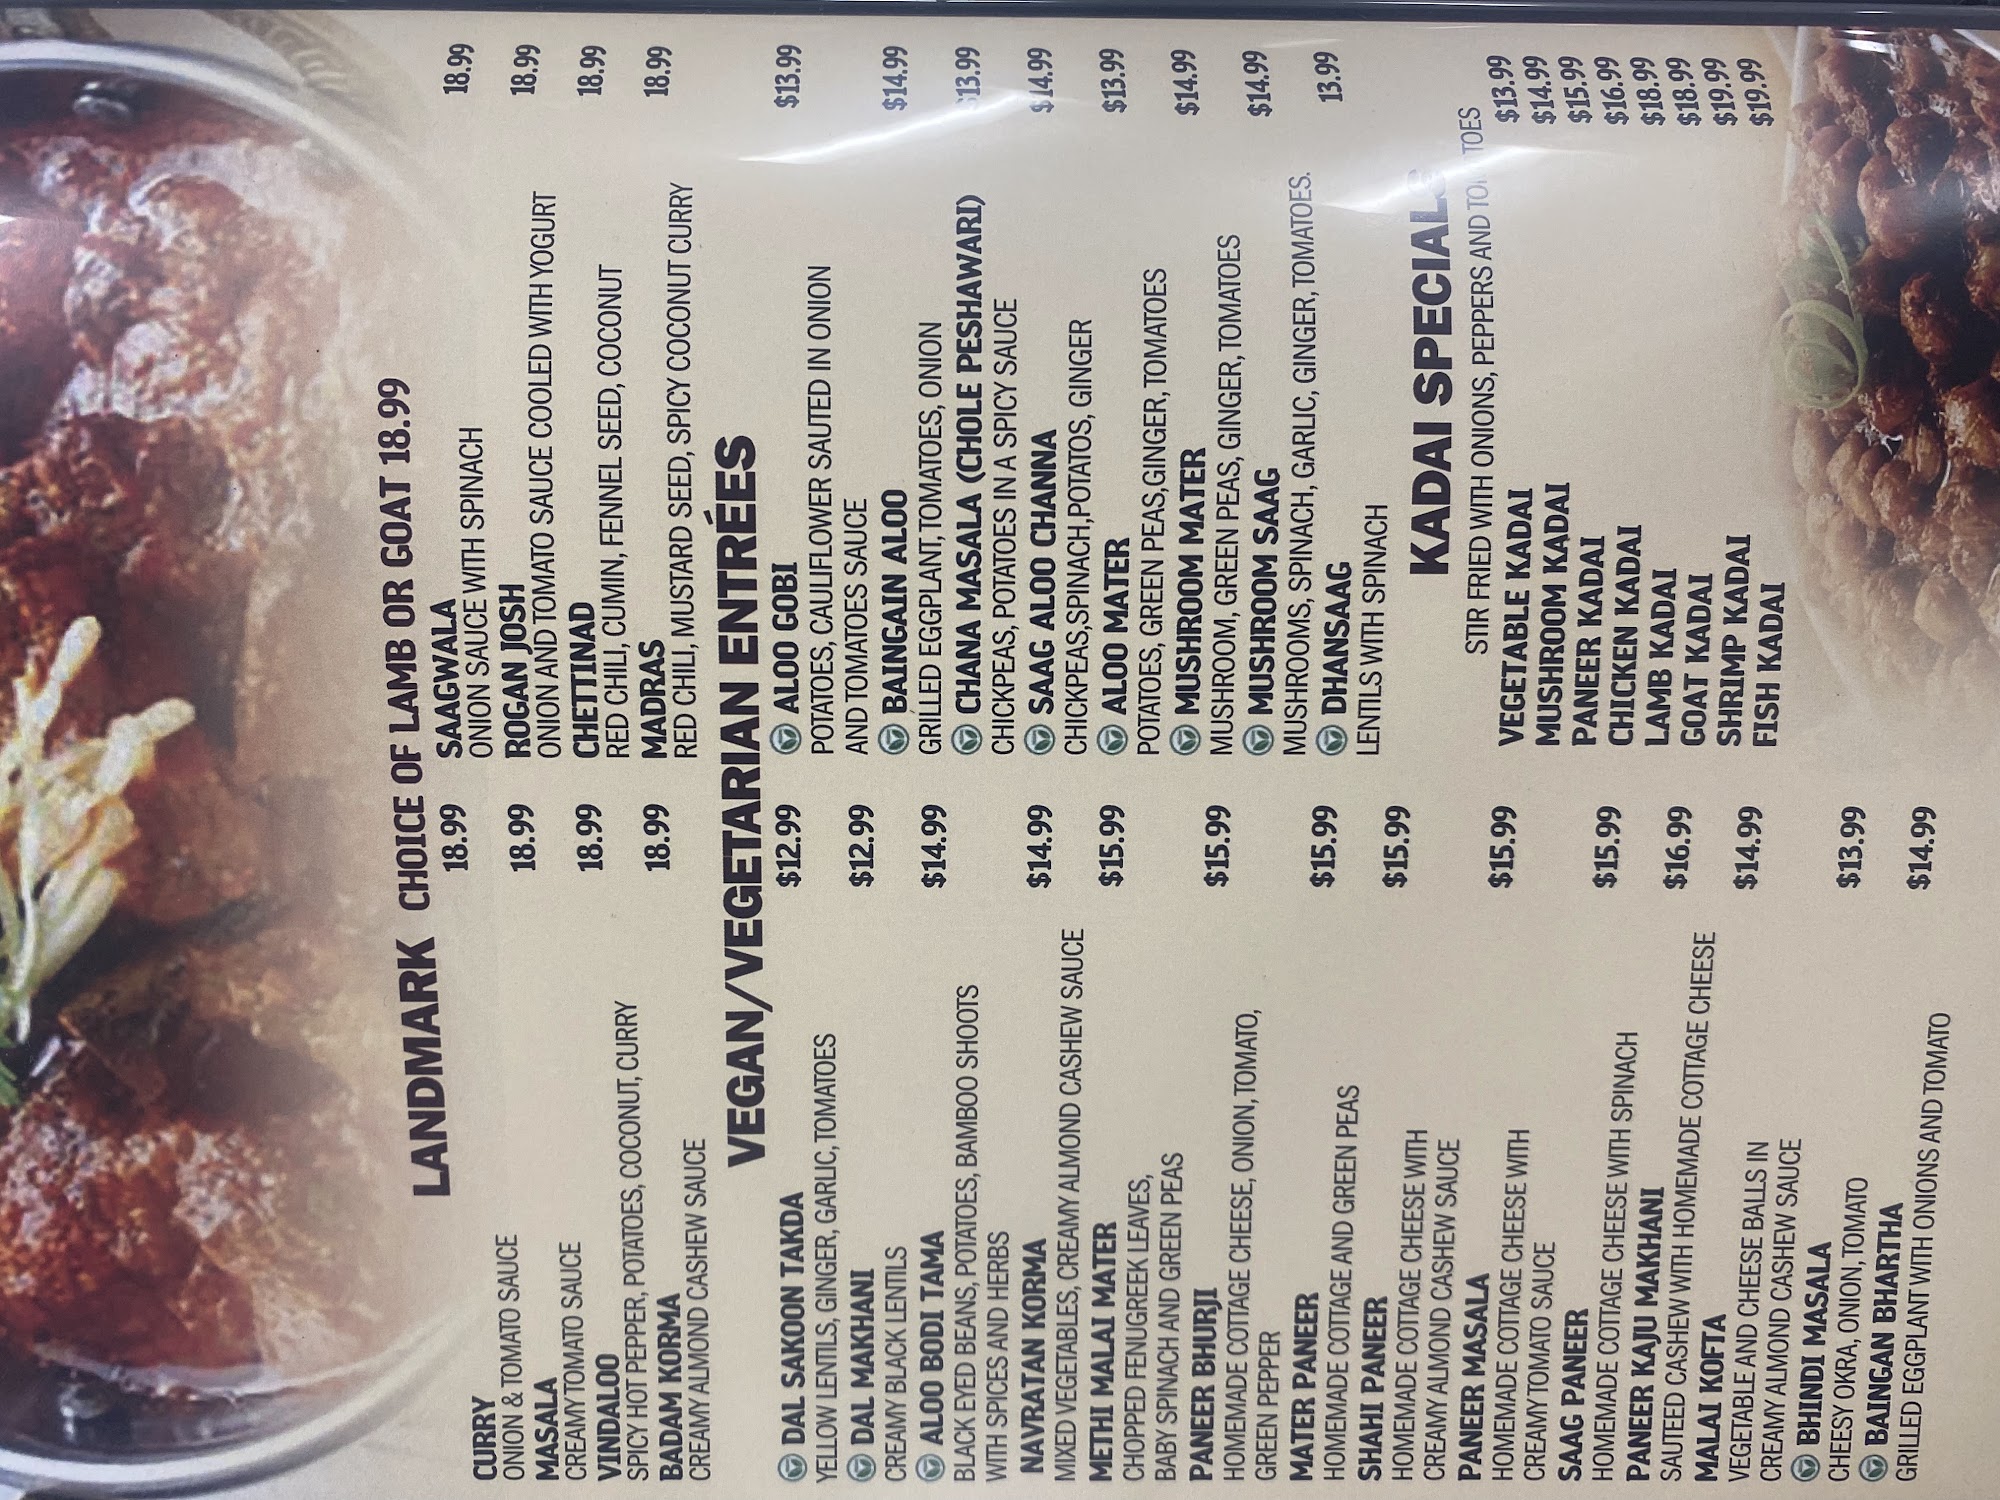 LANDMARK CHOICE OF LAMB OR GOAT 18.99
CURRY 18.99
ONION & TOMATO SAUCE
MASALA 18.99
CREAMY TOMATO SAUCE
VINDALOO 18.99
SPICY HOT PEPPER, POTATOES, COCONUT, CURRY
BADAM KORMA 18.99
CREAMY ALMOND CASHEW SAUCE
SAAGWALA 18.99
ONION SAUCE WITH SPINACH
ROGAN JOSH 18.99
ONION AND TOMATO SAUCE COOLED WITH YOGURT
CHETTINAD 18.99
RED CHILI, CUMIN, FENNEL SEED, COCONUT
MADRAS 18.99
RED CHILI, MUSTARD SEED, SPICY COCONUT CURRY
VEGAN/VEGETARIAN ENTRÉES
DAL SAKOON TAKDA $12.99
YELLOW LENTILS, GINGER, GARLIC, TOMATOES
DAL MAKHANI $12.99
CREAMY BLACK LENTILS
ALOO BODI TAMA $14.99
BLACK EYED BEANS, POTATOES, BAMBOO SHOOTS
WITH SPICES AND HERBS
NAVRATAN KORMA $14.99
MIXED VEGETABLES, CREAMY ALMOND CASHEW SAUCE
METHI MALAI MATER $15.99
CHOPPED FENUGREEK LEAVES,
BABY SPINACH AND GREEN PEAS
PANEER BHURJI $15.99
HOMEMADE COTTAGE CHEESE, ONION, TOMATO,
GREEN PEPPER
MATER PANEER $15.99
HOMEMADE COTTAGE AND GREEN PEAS
SHAHI PANEER $15.99
HOMEMADE COTTAGE CHEESE WITH
CREAMY ALMOND CASHEW SAUCE
PANEER MASALA $15.99
HOMEMADE COTTAGE CHEESE WITH
CREAMY TOMATO SAUCE
SAAG PANEER $15.99
HOMEMADE COTTAGE CHEESE WITH SPINACH
PANEER KAJU MAKHANI $16.99
SAUTEED CASHEW WITH HOMEMADE COTTAGE CHEESE
MALAI KOFTA $14.99
VEGETABLE AND CHEESE BALLS IN
CREAMY ALMOND CASHEW SAUCE
BHINDI MASALA $13.99
CHEESY OKRA, ONION, TOMATO
BAINGAN BHARTHA $14.99
GRILLED EGGPLANT WITH ONIONS AND TOMATO
ALOO GOBI $13.99
POTATOES, CAULIFLOWER SAUTED IN ONION
AND TOMATOES SAUCE
BAINGAIN ALOO $14.99
GRILLED EGGPLANT, TOMATOES, ONION
CHANA MASALA (CHOLE PESHAWARI) $13.99
CHICKPEAS, POTATOES IN A SPICY SAUCE
SAAG ALOO CHANNA $14.99
CHICKPEAS,SPINACH,POTATOS, GINGER
ALOO MATER $13.99
POTATOES, GREEN PEAS,GINGER, TOMATOES
MUSHROOM MATER $14.99
MUSHROOM, GREEN PEAS, GINGER, TOMATOES
MUSHROOM SAAG $14.99
MUSHROOMS, SPINACH, GARLIC, GINGER, TOMATOES.
DHANSAAG 13.99
LENTILS WITH SPINACH
KADAI SPECIALS
STIR FRIED WITH ONIONS, PEPPERS AND TOMATOES
VEGETABLE KADAI $13.99
MUSHROOM KADAI $14.99
PANEER KADAI $15.99
CHICKEN KADAI $16.99
LAMB KADAI $18.99
GOAT KADAI $18.99
SHRIMP KADAI $19.99
FISH KADAI $19.99